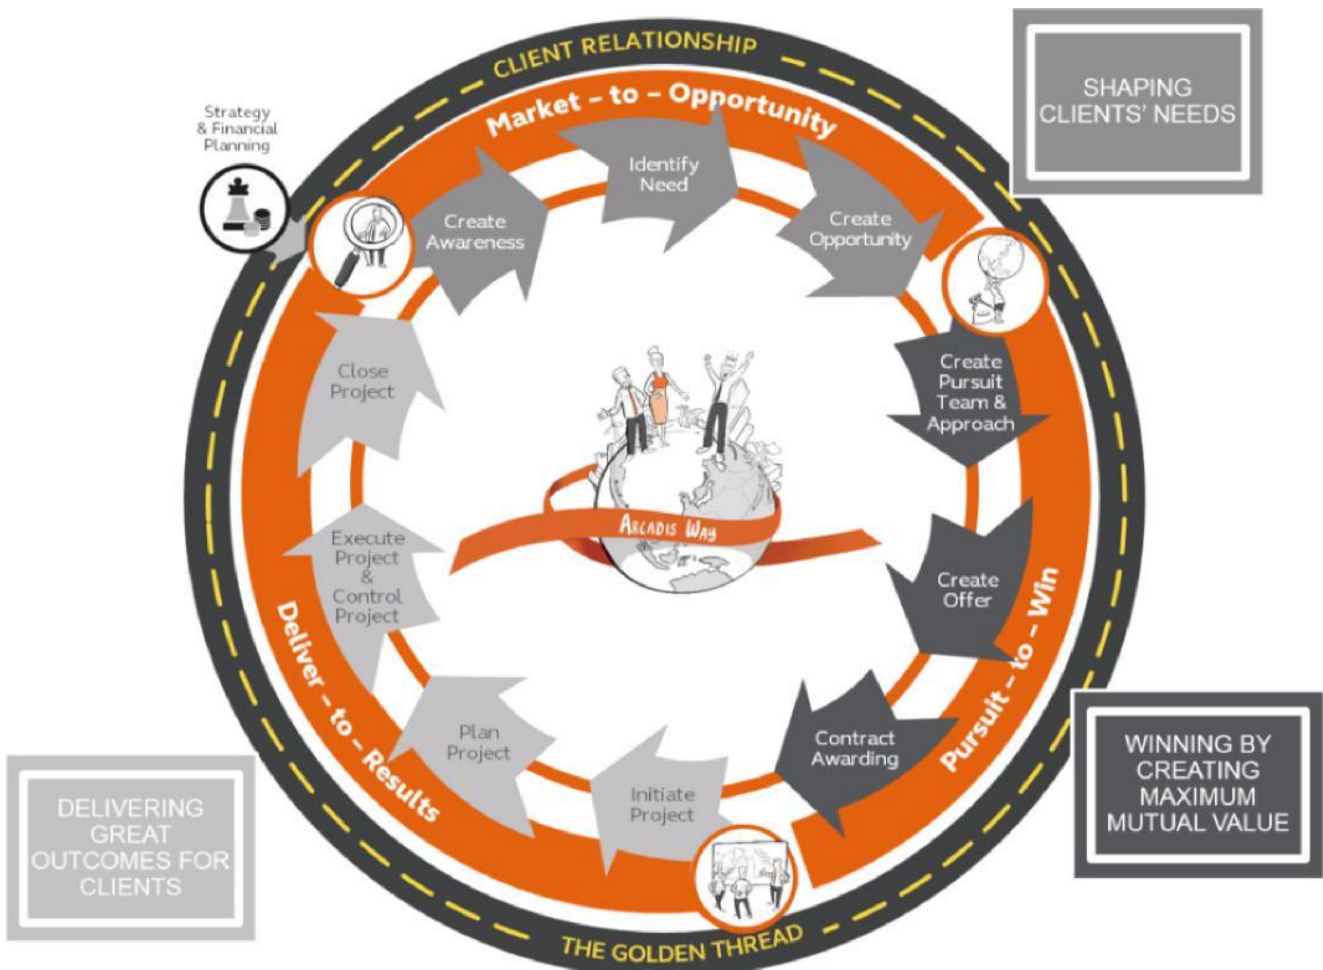 CLIENT RELATIONSHIP
Market – to – Opportunity
SHAPING
CLIENTS' NEEDS
Strategy
& Financial
Planning
Create
Awareness
Identify
Need
Create
Opportunity
Create
Pursuit
Team &
Approach
Create
Offer
Pursuit – to – Win
Contract
Awarding
WINNING BY
CREATING
MAXIMUM
MUTUAL VALUE
Initiate
Project
Plan
Project
Execute
Project
&
Control
Project
Close
Project
Deliver – to – Results
DELIVERING
GREAT
OUTCOMES FOR
CLIENTS
ARCADIS WAY
THE GOLDEN THREAD